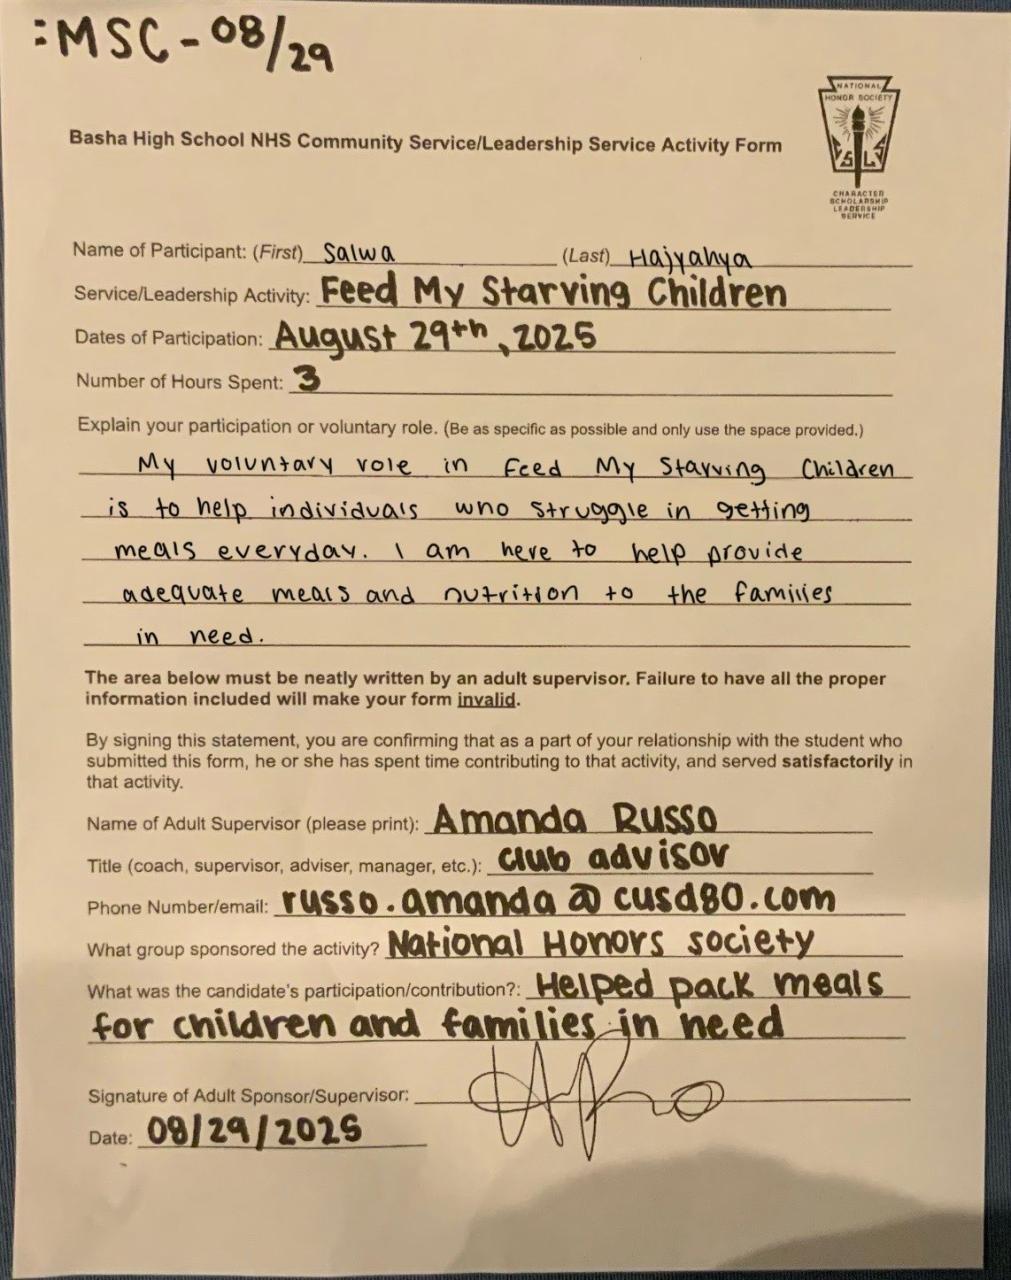 :MSC - 08/29
NATIONAL
HONOR SOCIETY
S L
CHARACTER
SCHOLARSHIP
LEADERSHIP
SERVICE
Basha High School NHS Community Service/Leadership Service Activity Form
Name of Participant: (First) Salwa (Last) Hajyahya
Service/Leadership Activity: Feed My Starving Children
Dates of Participation: August 29th, 2025
Number of Hours Spent: 3
Explain your participation or voluntary role. (Be as specific as possible and only use the space provided.)
My voluntary role in Feed My Starving Children
is to help individuals who struggle in getting
meals everyday. I am here to help provide
adequate meals and nutrition to the families
in need.
The area below must be neatly written by an adult supervisor. Failure to have all the proper
information included will make your form invalid.
By signing this statement, you are confirming that as a part of your relationship with the student who
submitted this form, he or she has spent time contributing to that activity, and served satisfactorily in
that activity.
Name of Adult Supervisor (please print): Amanda Russo
Title (coach, supervisor, adviser, manager, etc.): club advisor
Phone Number/email: russo.amanda@cusd80.com
What group sponsored the activity? National Honors society
What was the candidate's participation/contribution?: Helped pack meals
for children and families in need
Signature of Adult Sponsor/Supervisor:
Date: 08/29/2025